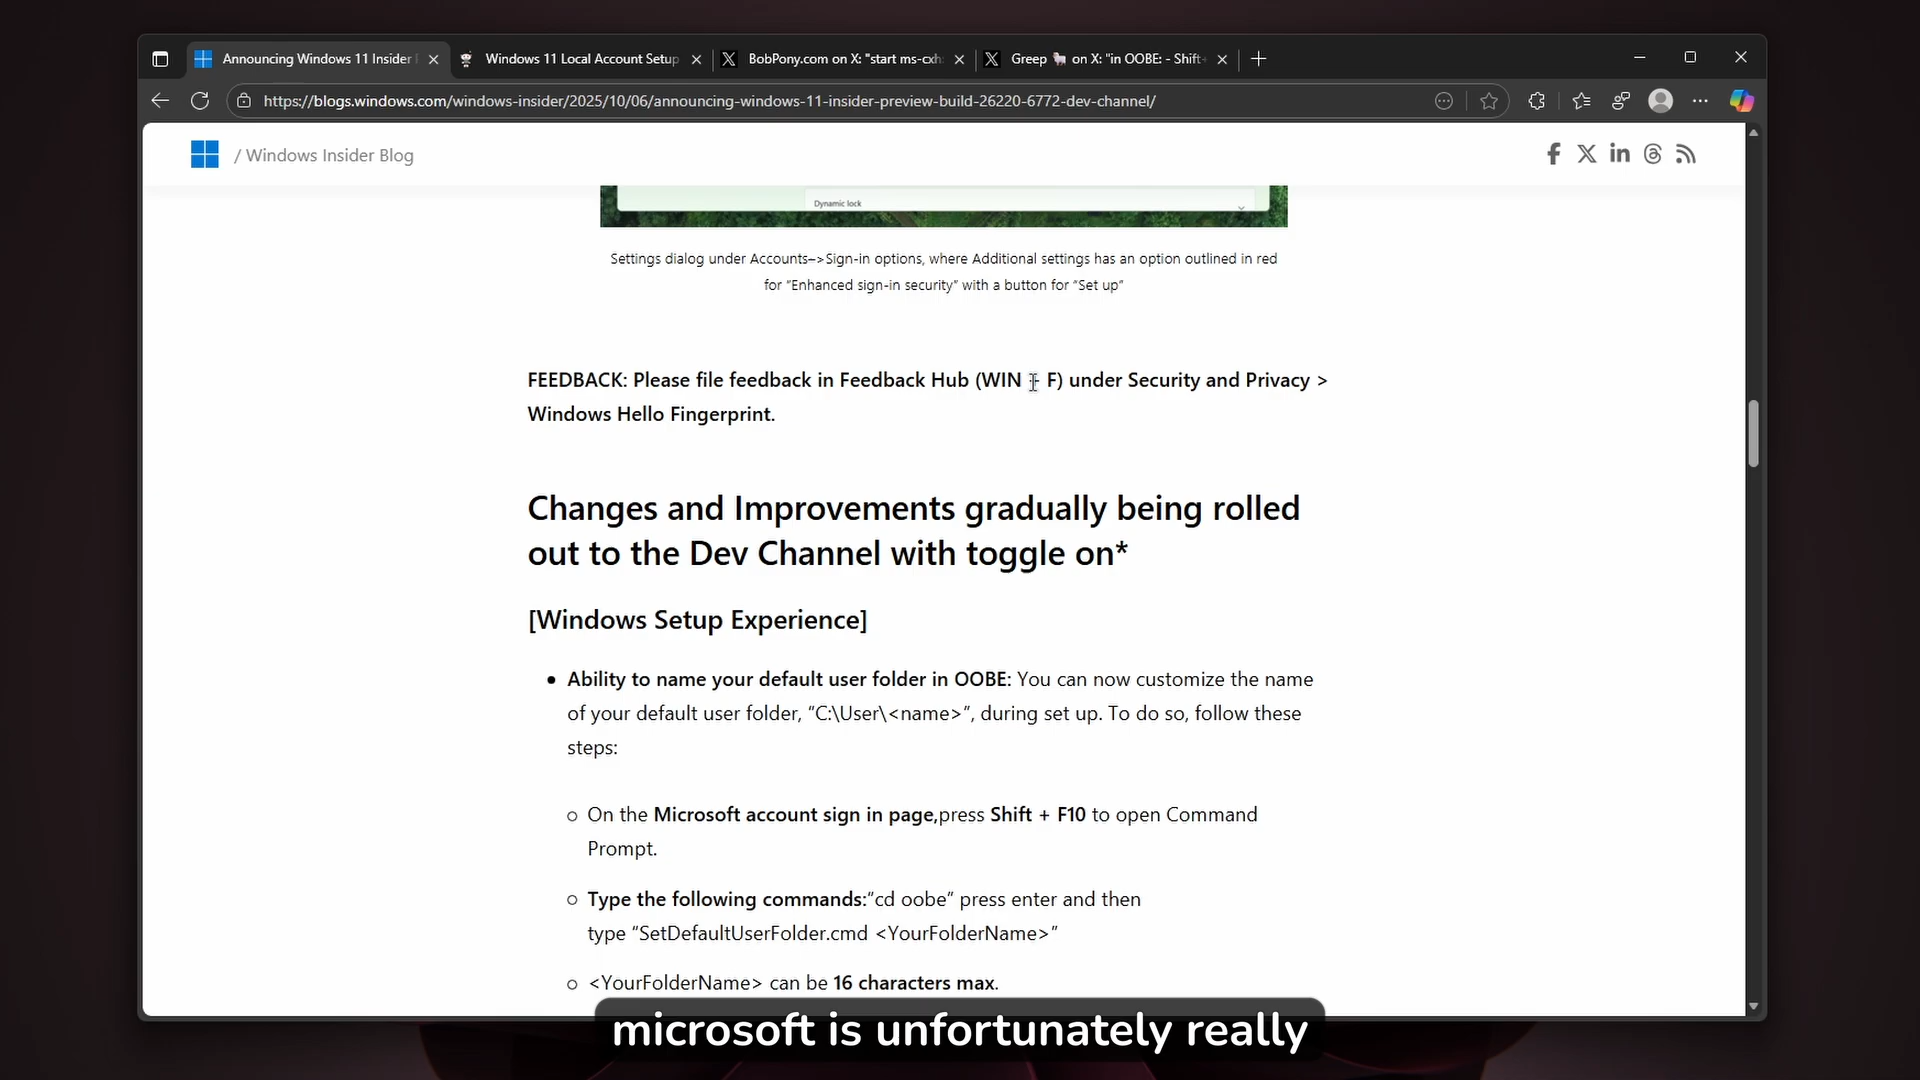 Announcing Windows 11 Insider
Windows 11 Local Account Setup
BobPony.com on X: "start ms-cxh:
Greep 🐪 on X: "in OOBE: - Shift+
https://blogs.windows.com/windows-insider/2025/10/06/announcing-windows-11-insider-preview-build-26220-6772-dev-channel/
/ Windows Insider Blog
Dynamic lock
Settings dialog under Accounts–>Sign-in options, where Additional settings has an option outlined in red
for “Enhanced sign-in security” with a button for “Set up”
FEEDBACK: Please file feedback in Feedback Hub (WIN + F) under Security and Privacy >
Windows Hello Fingerprint.
Changes and Improvements gradually being rolled
out to the Dev Channel with toggle on*
[Windows Setup Experience]
Ability to name your default user folder in OOBE: You can now customize the name
of your default user folder, “C:\User\<name>”, during set up. To do so, follow these
steps:
On the Microsoft account sign in page,press Shift + F10 to open Command
Prompt.
Type the following commands:“cd oobe” press enter and then
type “SetDefaultUserFolder.cmd <YourFolderName>”
<YourFolderName> can be 16 characters max.
microsoft is unfortunately really